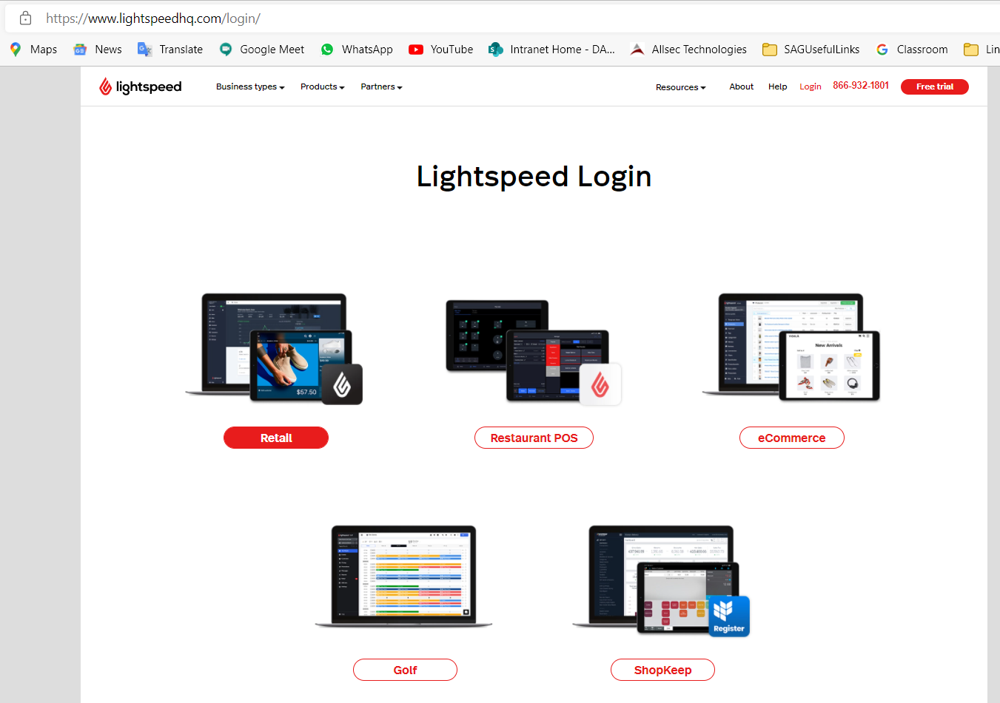 https://www.lightspeedhq.com/login/
Maps News Translate Google Meet WhatsApp YouTube Intranet Home - DA... Allsec Technologies SAGUsefulLinks Classroom Lin
lightspeed Business types Products Partners Resources About Help Login 866-932-1801 Free trial
Lightspeed Login
New Arrivals
$57.50
Retail Restaurant POS eCommerce
Register
Golf ShopKeep